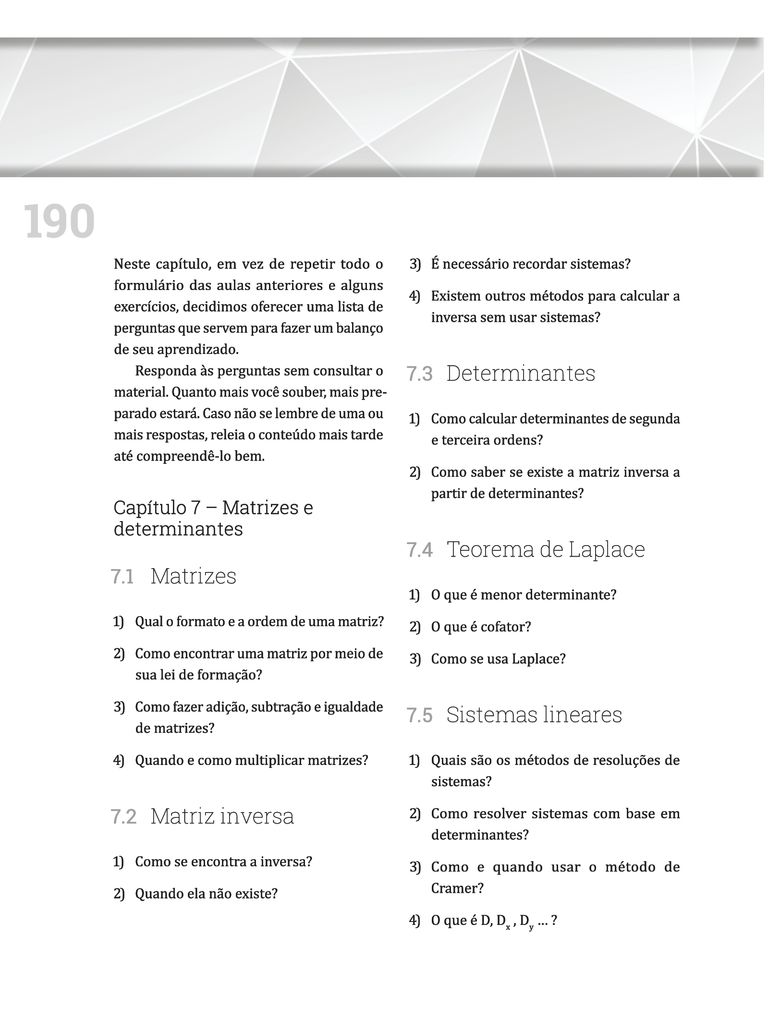 190
Neste capítulo, em vez de repetir todo o
formulário das aulas anteriores e alguns
exercícios, decidimos oferecer uma lista de
perguntas que servem para fazer um balanço
de seu aprendizado.
Responda às perguntas sem consultar o
material. Quanto mais você souber, mais pre-
parado estará. Caso não se lembre de uma ou
mais respostas, releia o conteúdo mais tarde
até compreendê-lo bem.
Capítulo 7 – Matrizes e
determinantes
7.1 Matrizes
1) Qual o formato e a ordem de uma matriz?
2) Como encontrar uma matriz por meio de
sua lei de formação?
3) Como fazer adição, subtração e igualdade
de matrizes?
4) Quando e como multiplicar matrizes?
7.2 Matriz inversa
1) Como se encontra a inversa?
2) Quando ela não existe?
3) É necessário recordar sistemas?
4) Existem outros métodos para calcular a
inversa sem usar sistemas?
7.3 Determinantes
1) Como calcular determinantes de segunda
e terceira ordens?
2) Como saber se existe a matriz inversa a
partir de determinantes?
7.4 Teorema de Laplace
1) O que é menor determinante?
2) O que é cofator?
3) Como se usa Laplace?
7.5 Sistemas lineares
1) Quais são os métodos de resoluções de
sistemas?
2) Como resolver sistemas com base em
determinantes?
3) Como e quando usar o método de
Cramer?
4) O que é D, Dx , Dy ... ?